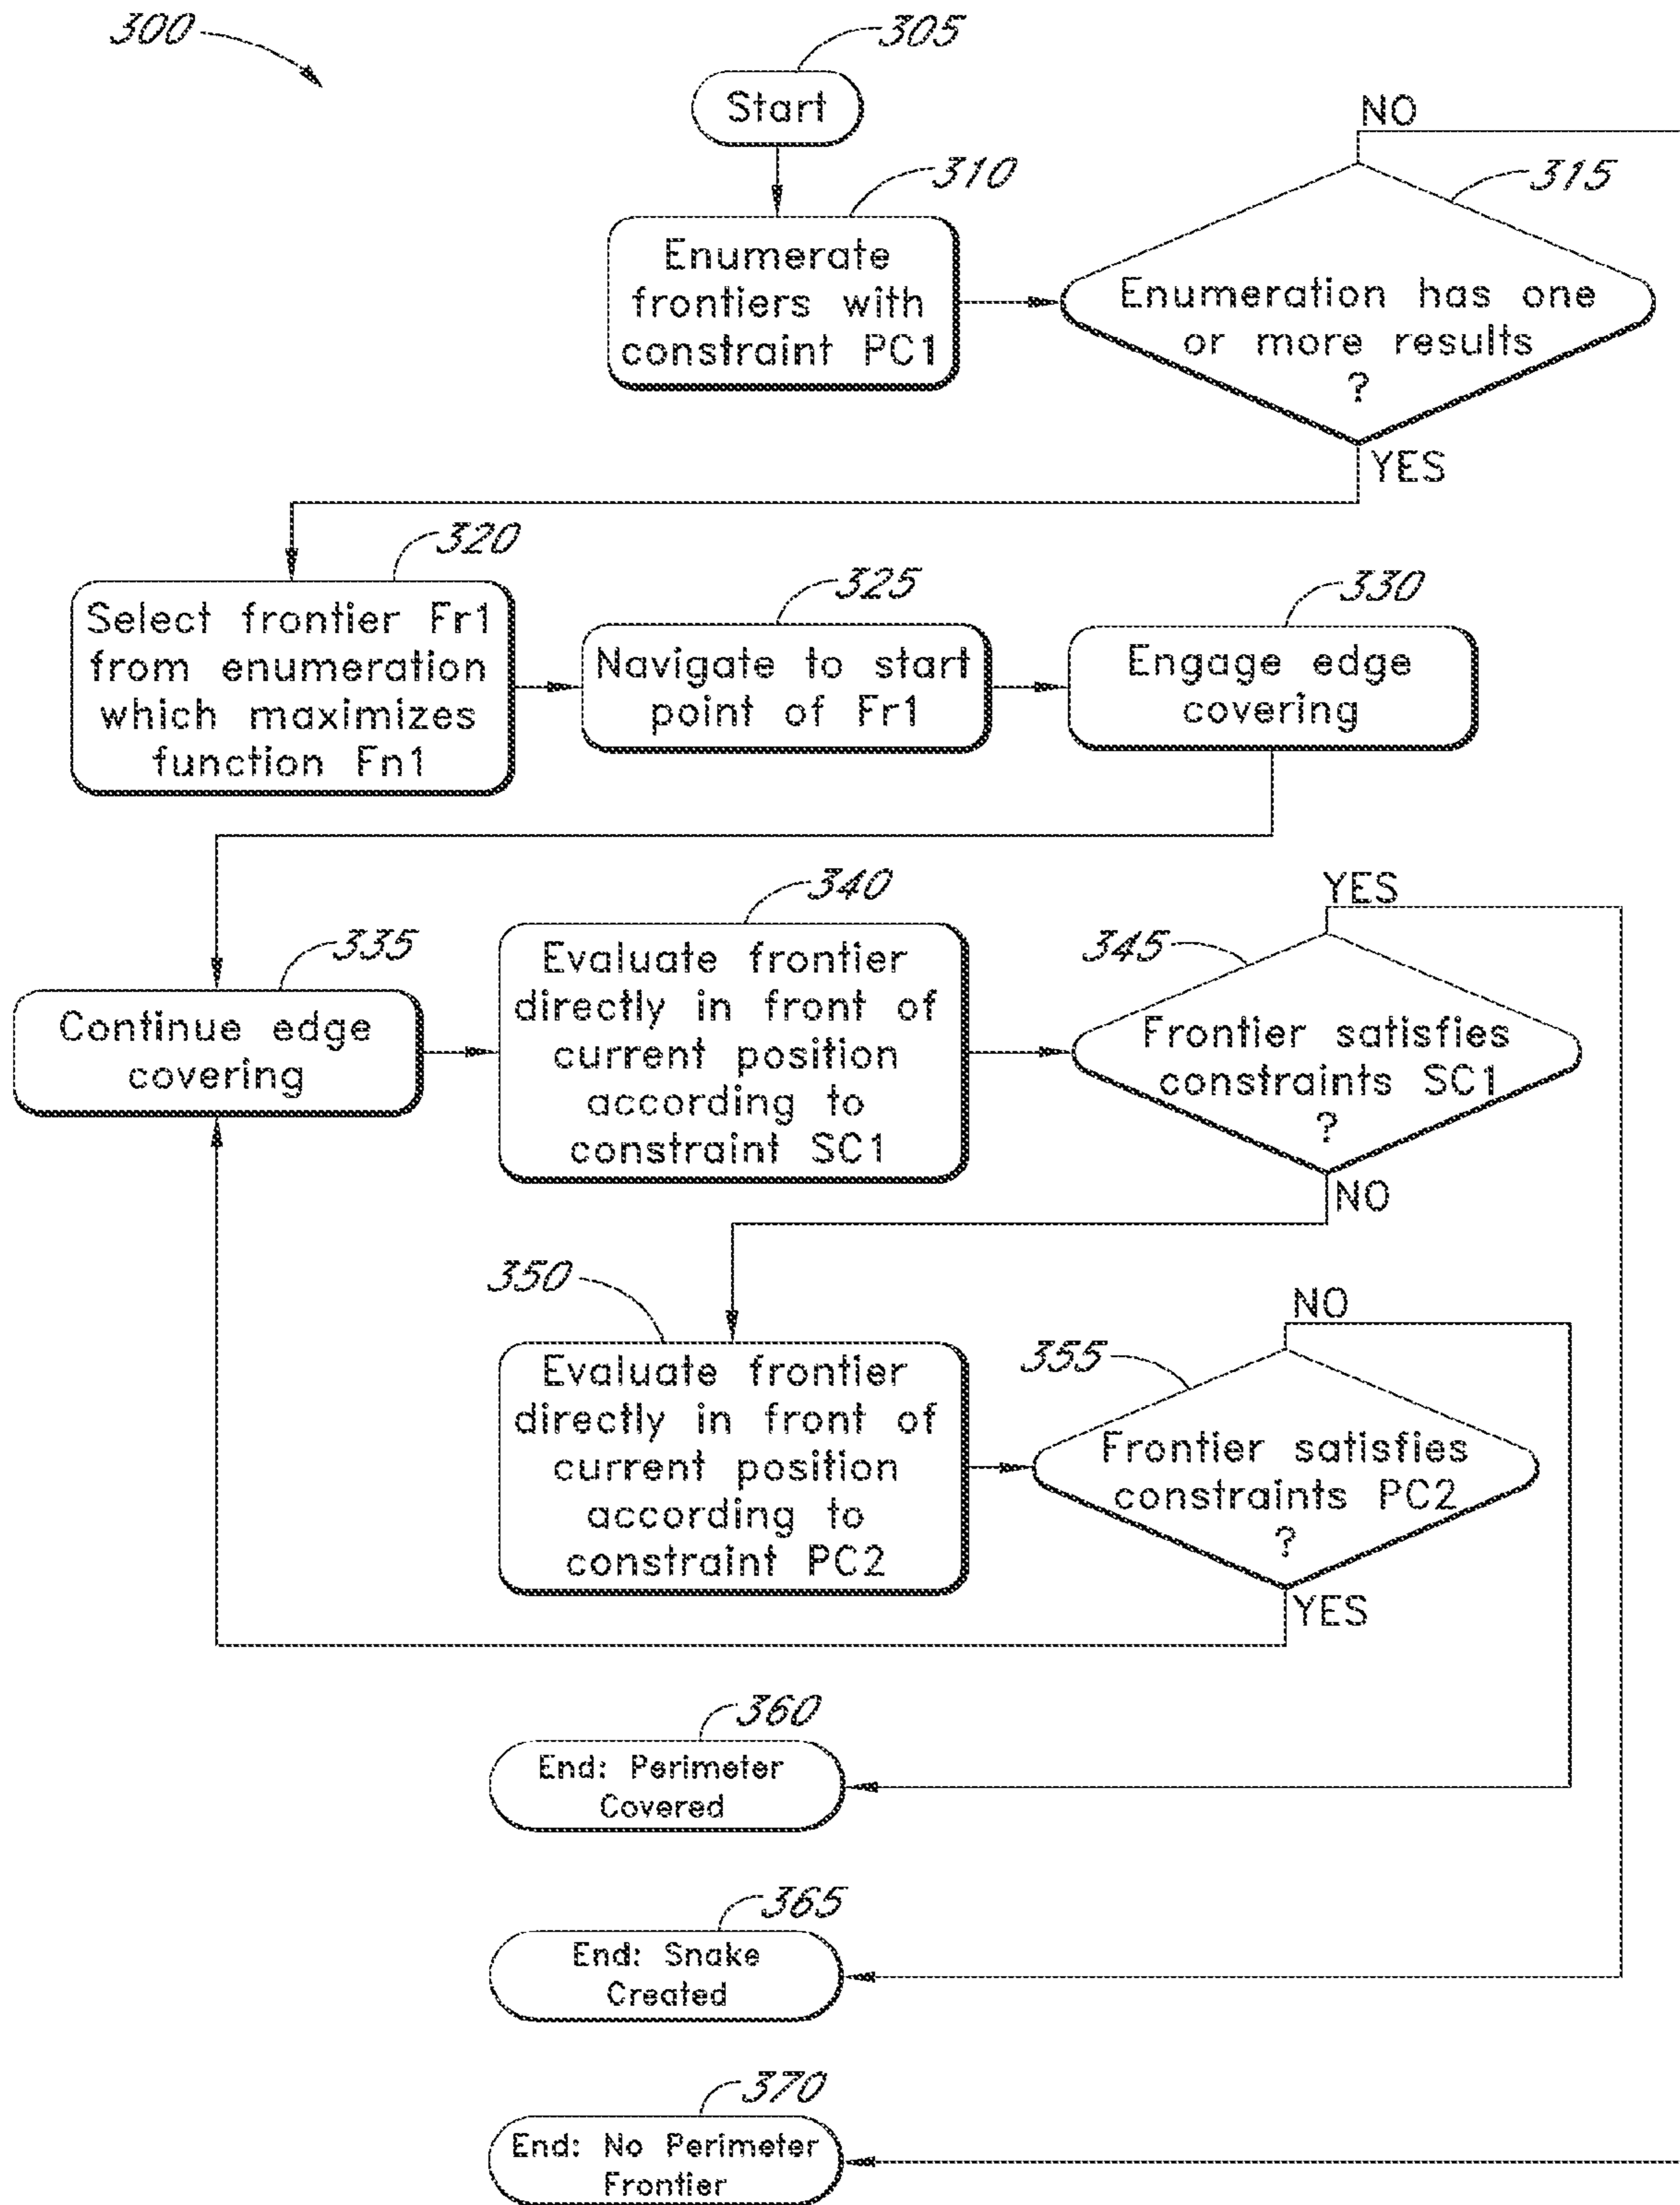 300
305
Start
310
Enumerate
frontiers with
constraint PC1
NO
315
Enumeration has one
or more results
?
YES
320
Select frontier Fr1
from enumeration
which maximizes
function Fn1
325
Navigate to start
point of Fr1
330
Engage edge
covering
335
Continue edge
covering
340
Evaluate frontier
directly in front of
current position
according to
constraint SC1
YES
345
Frontier satisfies
constraints SC1
?
NO
350
Evaluate frontier
directly in front of
current position
according to
constraint PC2
NO
355
Frontier satisfies
constraints PC2
?
YES
360
End: Perimeter
Covered
365
End: Snake
Created
370
End: No Perimeter
Frontier